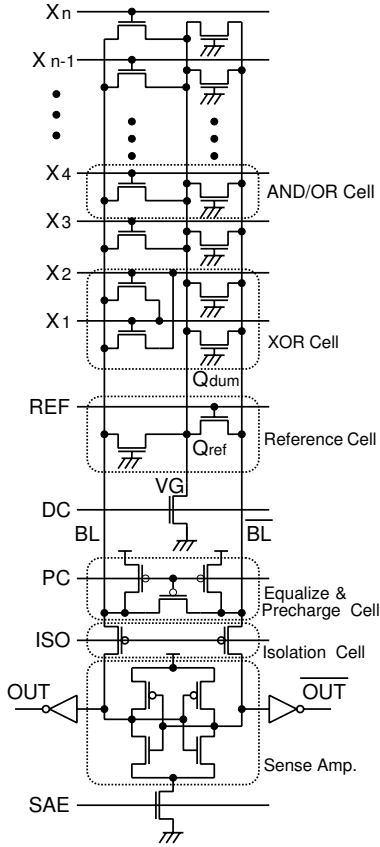 Xn
Xn-1
X4
AND/OR Cell
X3
X2
X1
XOR Cell
Qdum
REF
Qref
Reference Cell
VG
DC
BL
BL
PC
Equalize &
Precharge Cell
ISO
Isolation Cell
OUT
OUT
Sense Amp.
SAE